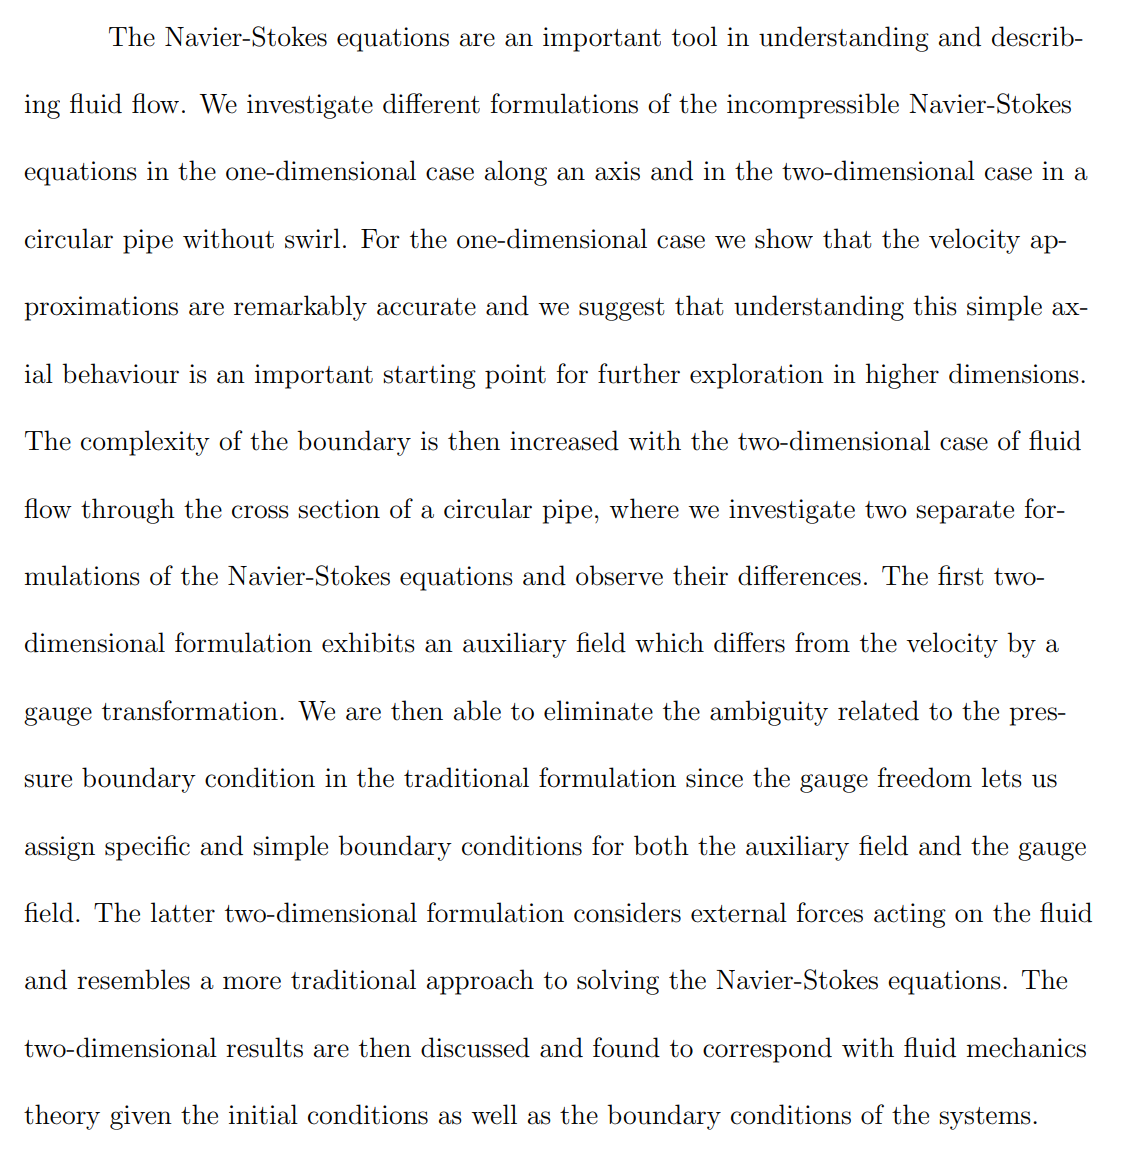 The Navier-Stokes equations are an important tool in understanding and describ-
ing fluid flow. We investigate different formulations of the incompressible Navier-Stokes
equations in the one-dimensional case along an axis and in the two-dimensional case in a
circular pipe without swirl. For the one-dimensional case we show that the velocity ap-
proximations are remarkably accurate and we suggest that understanding this simple ax-
ial behaviour is an important starting point for further exploration in higher dimensions.
The complexity of the boundary is then increased with the two-dimensional case of fluid
flow through the cross section of a circular pipe, where we investigate two separate for-
mulations of the Navier-Stokes equations and observe their differences. The first two-
dimensional formulation exhibits an auxiliary field which differs from the velocity by a
gauge transformation. We are then able to eliminate the ambiguity related to the pres-
sure boundary condition in the traditional formulation since the gauge freedom lets us
assign specific and simple boundary conditions for both the auxiliary field and the gauge
field. The latter two-dimensional formulation considers external forces acting on the fluid
and resembles a more traditional approach to solving the Navier-Stokes equations. The
two-dimensional results are then discussed and found to correspond with fluid mechanics
theory given the initial conditions as well as the boundary conditions of the systems.